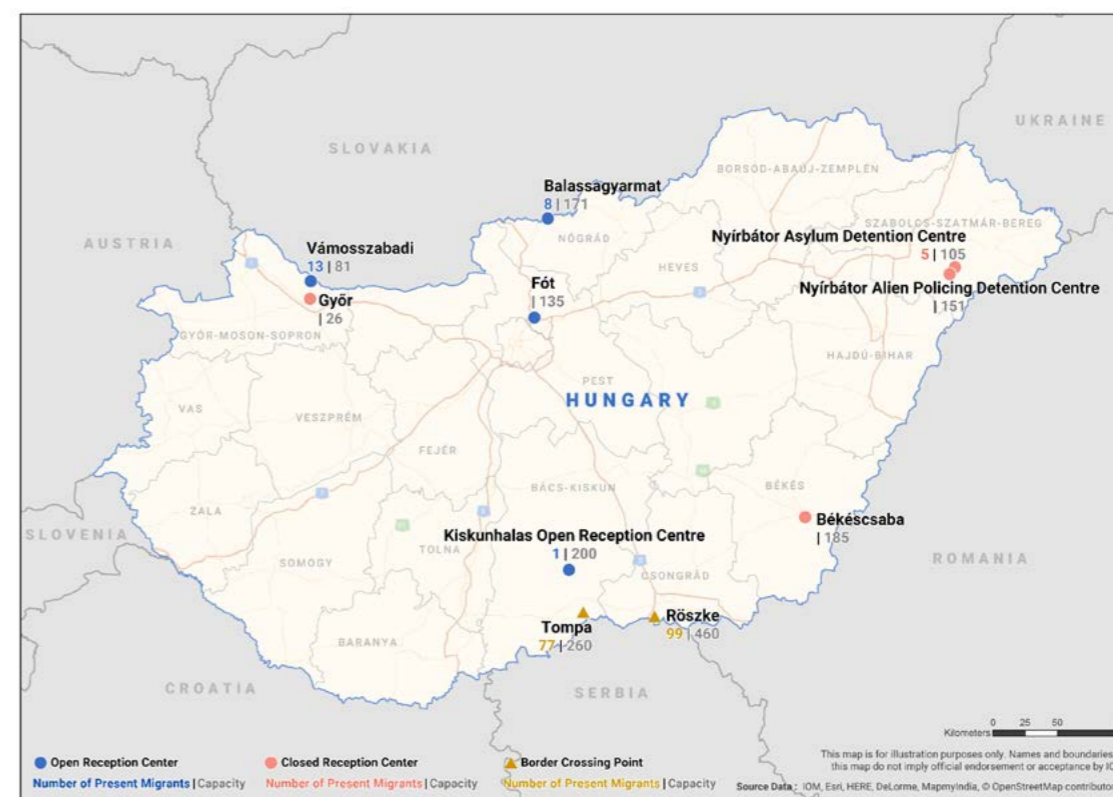 UKRAINE
SLOVAKIA
BORSOD-ABAÚJ-ZEMPLÉN
Balassagyarmat
8 | 171
SZABOLCS-SZATMÁR-BEREG
NÓGRÁD
AUSTRIA
Nyírbátor Asylum Detention Centre
5 | 105
Vámosszabadi
13 | 81
HEVES
Fót
| 135
Nyírbátor Alien Policing Detention Centre
| 151
Győr
| 26
GYŐR-MOSON-SOPRON
HAJDÚ-BIHAR
PEST
HUNGARY
VAS
VESZPRÉM
FEJÉR
BÁCS-KISKUN
BÉKÉS
ZALA
Békéscsaba
| 185
SLOVENIA
Kiskunhalas Open Reception Centre
1 | 200
TOLNA
SOMOGY
ROMANIA
CSONGRÁD
Tompa
77 | 260
Röszke
99 | 460
BARANYA
CROATIA
SERBIA
0 25 50
Kilometers
Open Reception Center
Number of Present Migrants | Capacity
Closed Reception Center
Number of Present Migrants | Capacity
Border Crossing Point
Number of Present Migrants | Capacity
This map is for illustration purposes only. Names and boundaries
this map do not imply official endorsement or acceptance by
Source Data : IOM, Esri, HERE, DeLorme, MapmyIndia, © OpenStreetMap